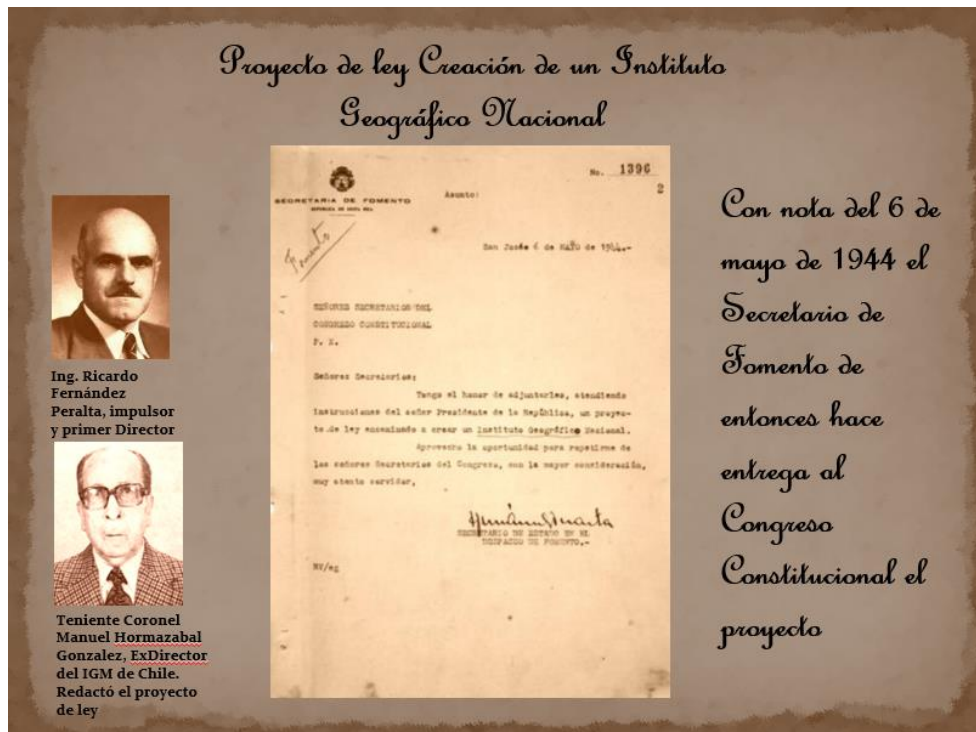 Proyecto de ley Creación de un Instituto
Geográfico Nacional
Ing. Ricardo
Fernández
Peralta, impulsor
y primer Director
Teniente Coronel
Manuel Hormazabal
Gonzalez, ExDirector
del IGM de Chile.
Redactó el proyecto
de ley
No. 1396
2
SECRETARIA DE FOMENTO
REPUBLICA DE COSTA RICA
Asunto:
Fomento
San José 6 de MAYO de 1944.-
SEÑORES SECRETARIOS DEL
CONGRESO CONSTITUCIONAL
P. X.
Señores Secretarios:
Tengo el honor de adjuntarles, atendiendo
instrucciones del señor Presidente de la República, un proyec-
to de ley encaminado a crear un Instituto Geográfico Nacional.
Aprovecho la oportunidad para repetirme de
los señores Secretarios del Congreso, con la mayor consideración,
muy atento servidor,
SECRETARIO DE ESTADO EN EL
DESPACHO DE FOMENTO.-
Con nota del 6 de
mayo de 1944 el
Secretario de
Fomento de
entonces hace
entrega al
Congreso
Constitucional el
proyecto